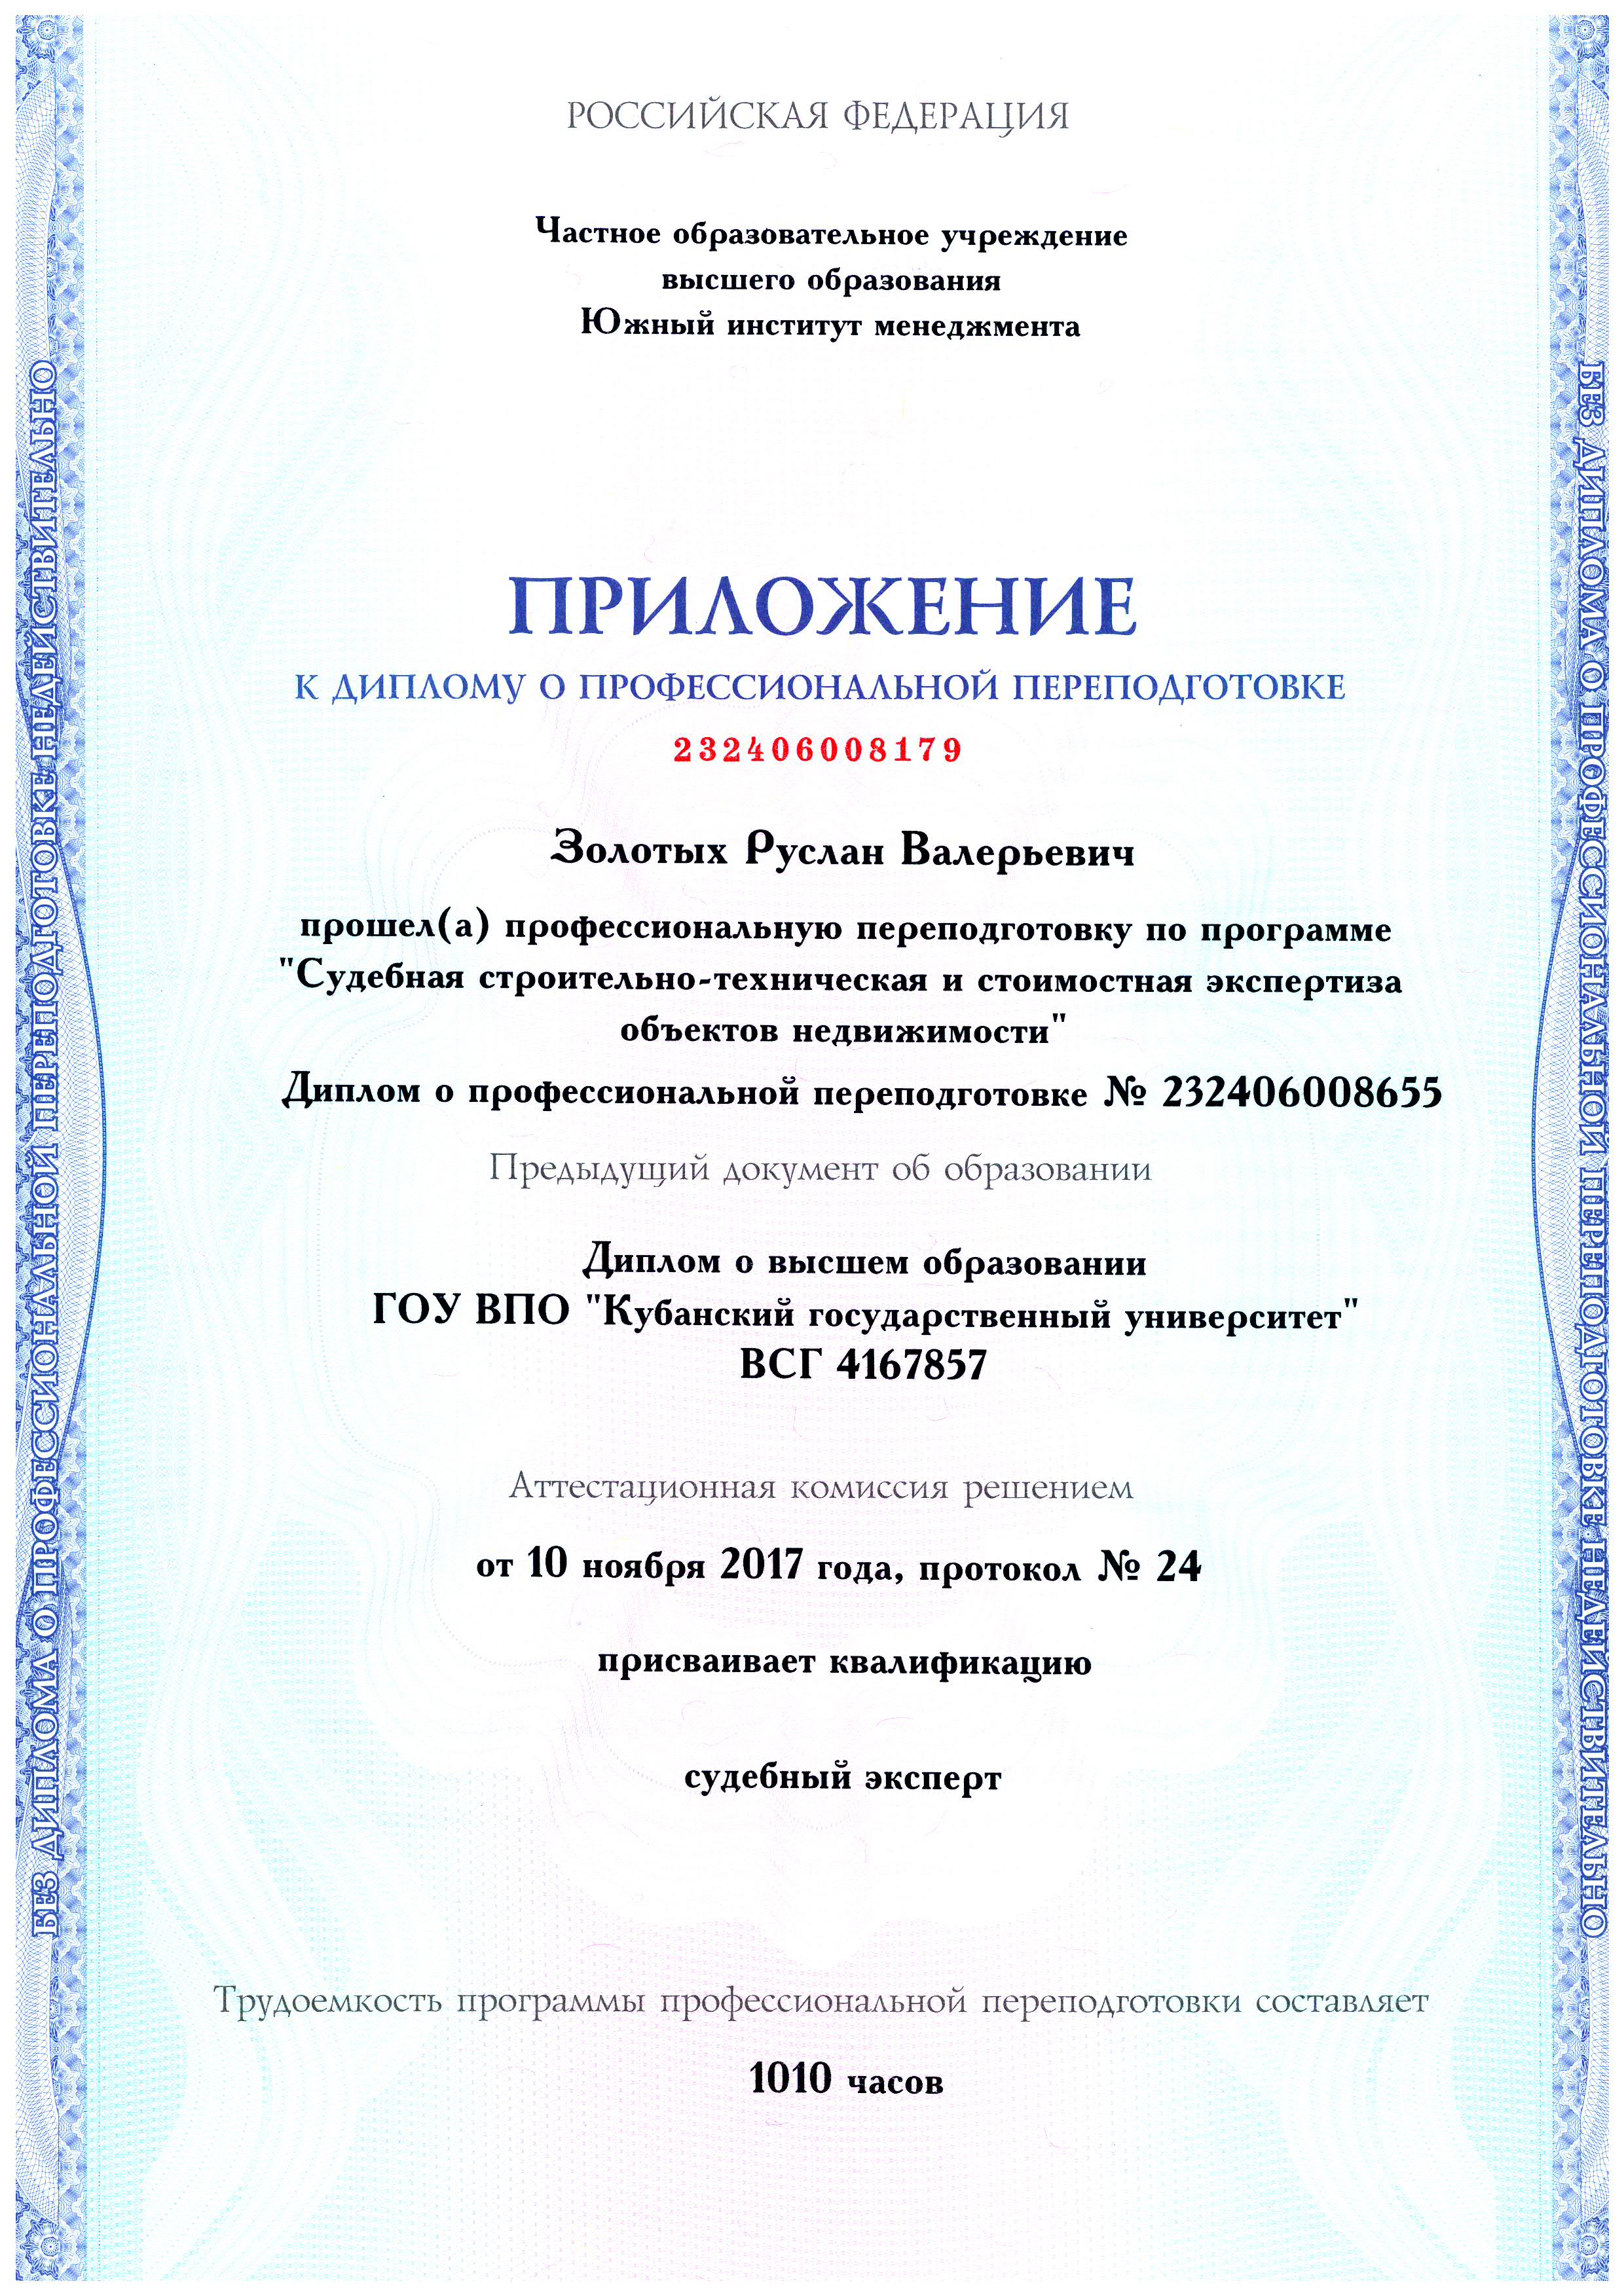 РОССИЙСКАЯ ФЕДЕРАЦИЯ
Частное образовательное учреждение
высшего образования
Южный институт менеджмента
ПРИЛОЖЕНИЕ
К ДИПЛОМУ О ПРОФЕССИОНАЛЬНОЙ ПЕРЕПОДГОТОВКЕ
232406008179
Золотых Руслан Валерьевич
прошел(а) профессиональную переподготовку по программе
"Судебная строительно-техническая и стоимостная экспертиза
объектов недвижимости"
Диплом о профессиональной переподготовке № 232406008655
Предыдущий документ об образовании
Диплом о высшем образовании
ГОУ ВПО "Кубанский государственный университет"
ВСГ 4167857
Аттестационная комиссия решением
от 10 ноября 2017 года, протокол № 24
присваивает квалификацию
судебный эксперт
Трудоемкость программы профессиональной переподготовки составляет
1010 часов
БЕЗ ДИПЛОМА О ПРОФЕССИОНАЛЬНОЙ ПЕРЕПОДГОТОВКЕ НЕДЕЙСТВИТЕЛЬНО
БЕЗ ДИПЛОМА О ПРОФЕССИОНАЛЬНОЙ ПЕРЕПОДГОТОВКЕ НЕДЕЙСТВИТЕЛЬНО